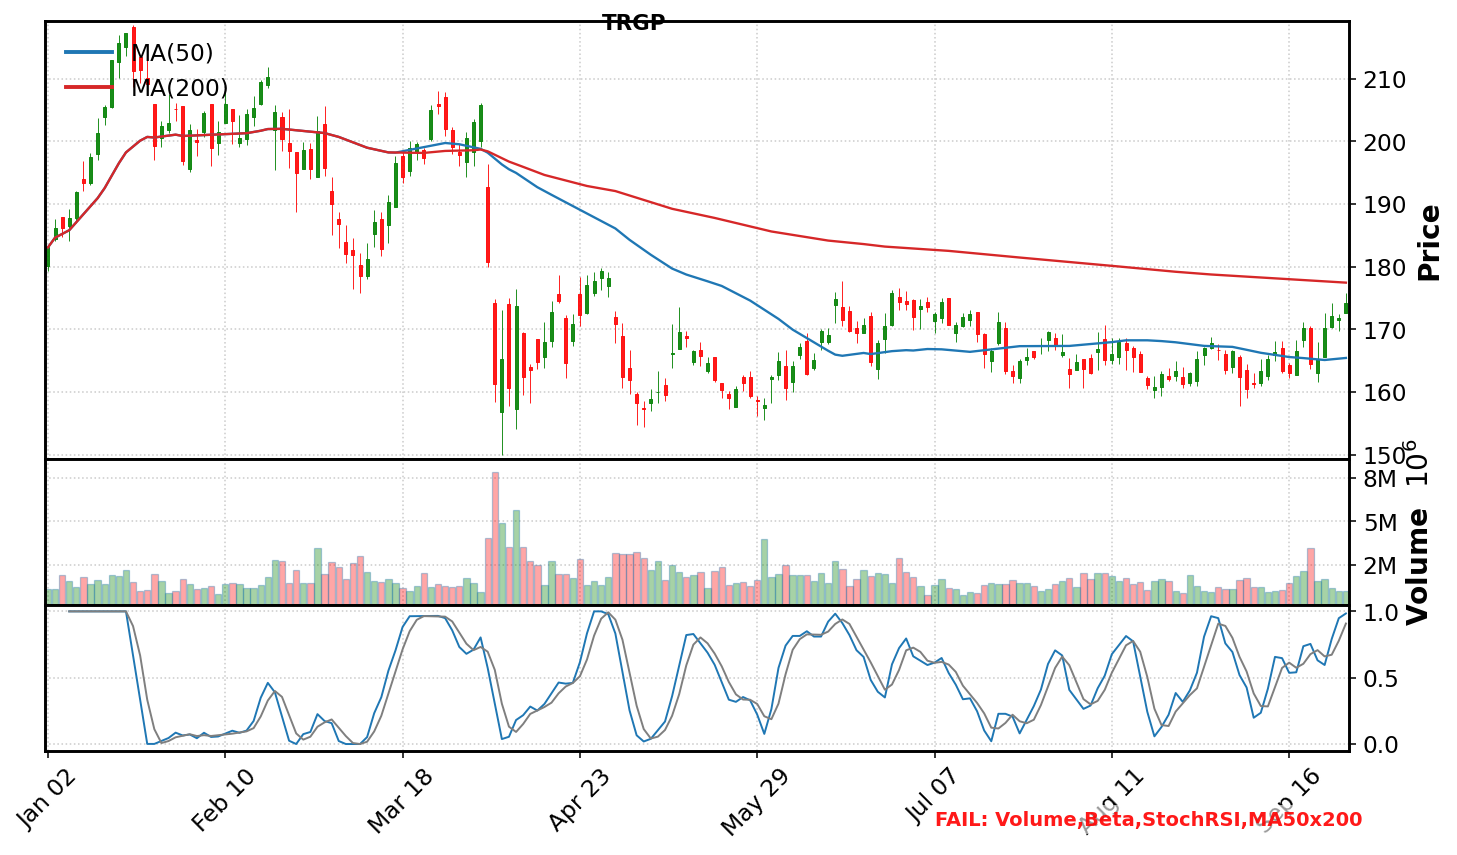 TRGP
MA(50)
MA(200)
210
200
190
180
170
160
150
Price
10^6
8M
5M
2M
Volume
1.0
0.5
0.0
Jan 02
Feb 10
Mar 18
Apr 23
May 29
Jul 07
Aug 11
Sep 16
FAIL: Volume,Beta,StochRSI,MA50x200